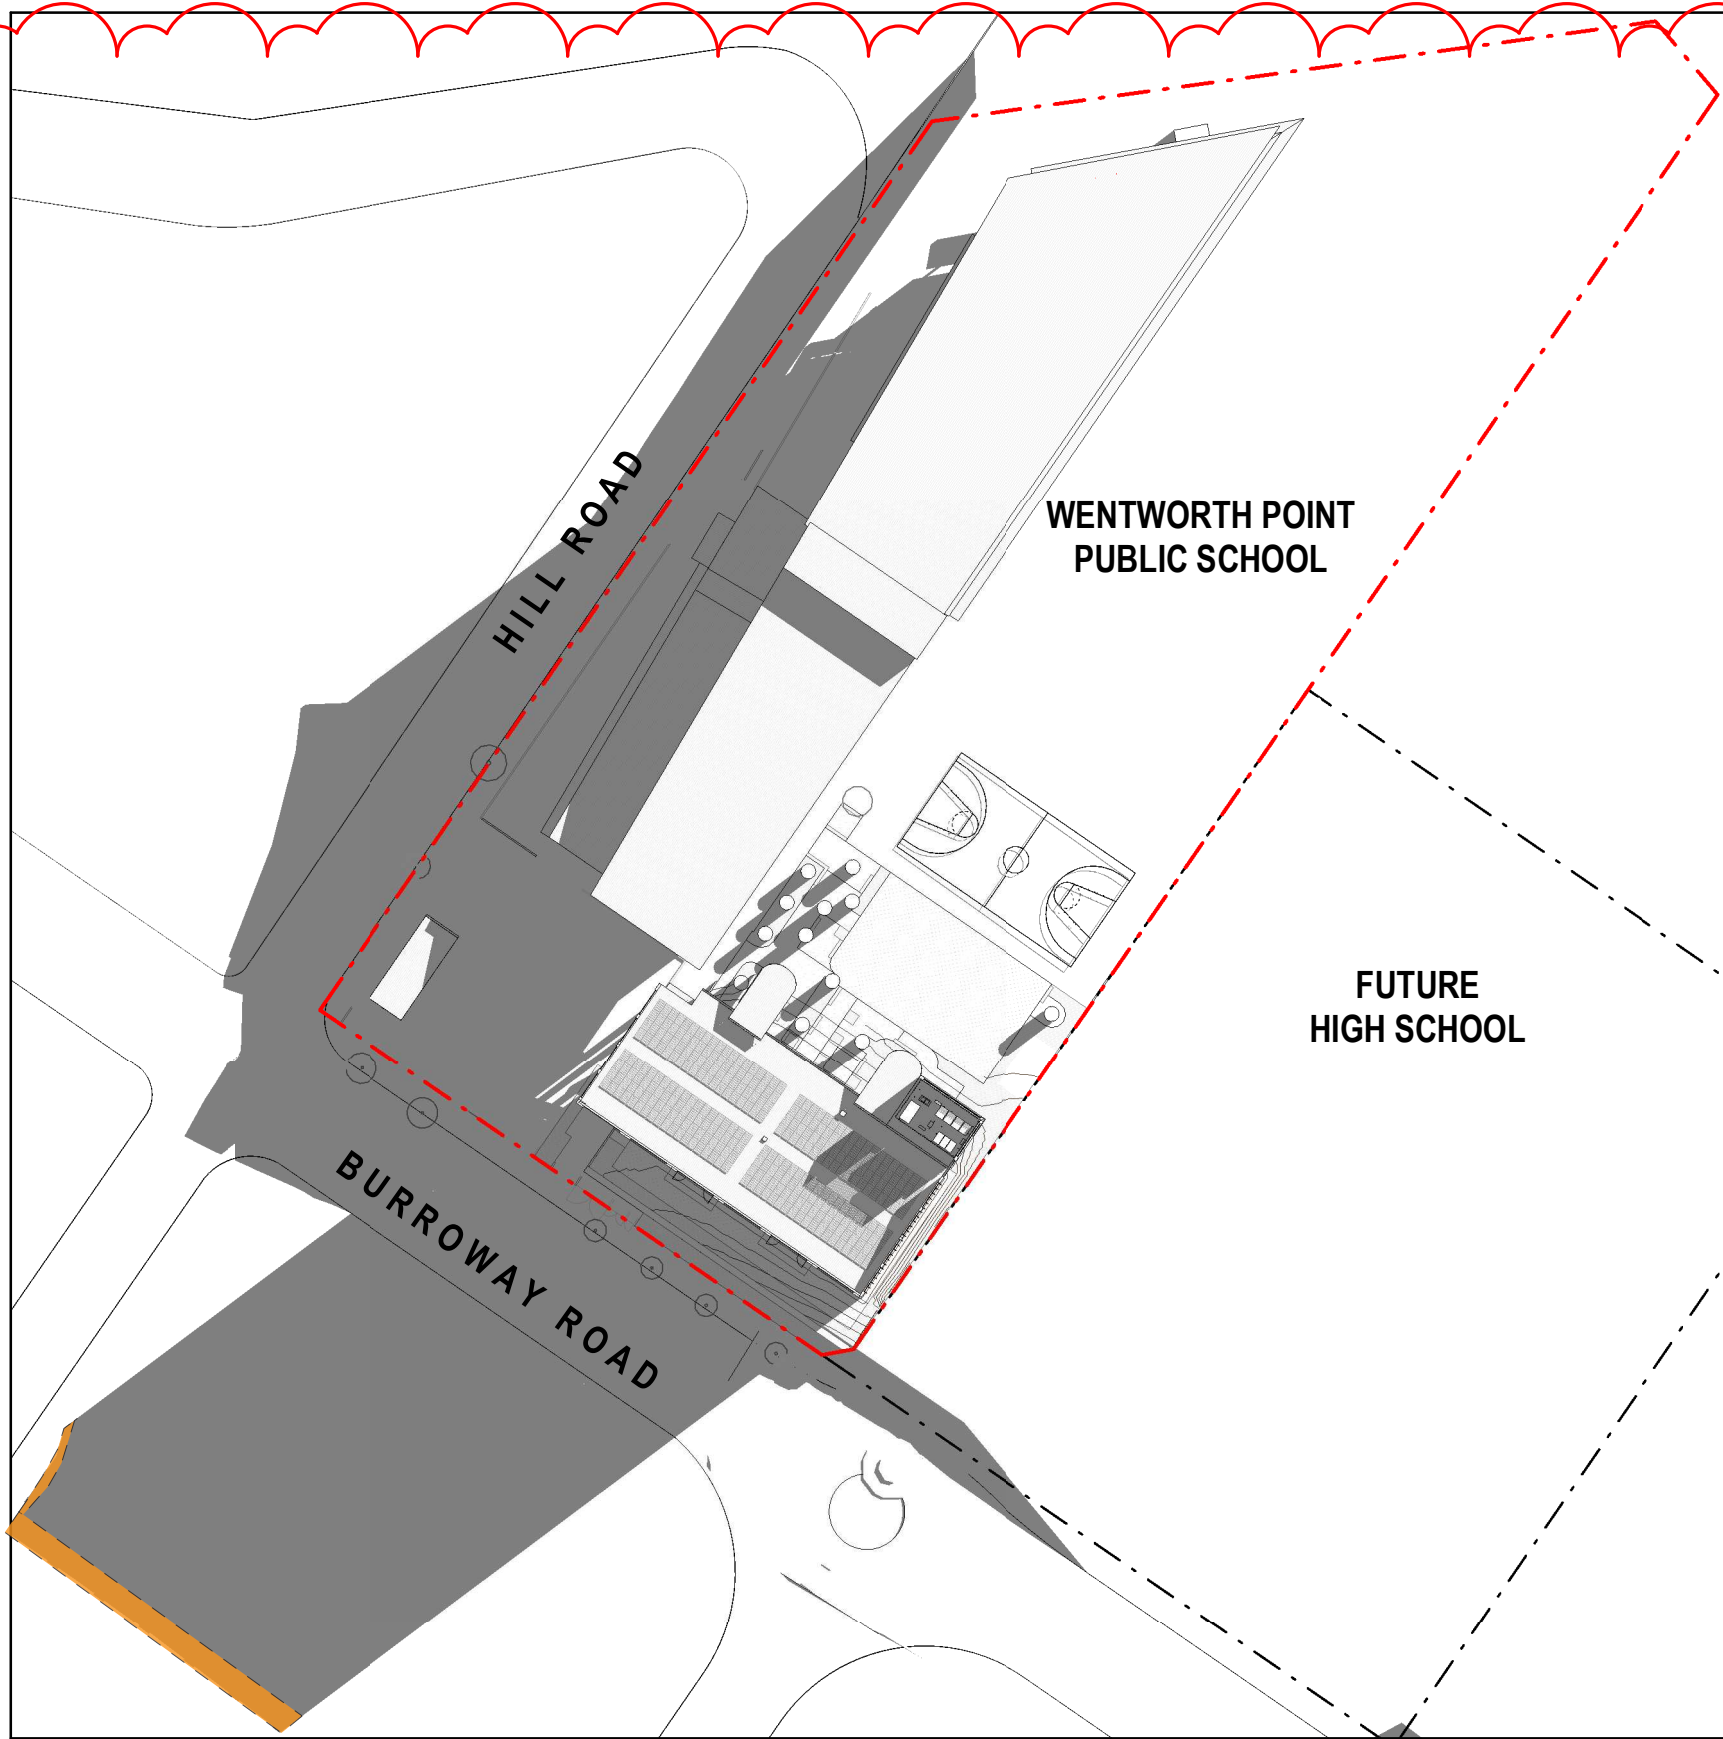 HILL ROAD
WENTWORTH POINT
PUBLIC SCHOOL
FUTURE
HIGH SCHOOL
BURROWAY ROAD